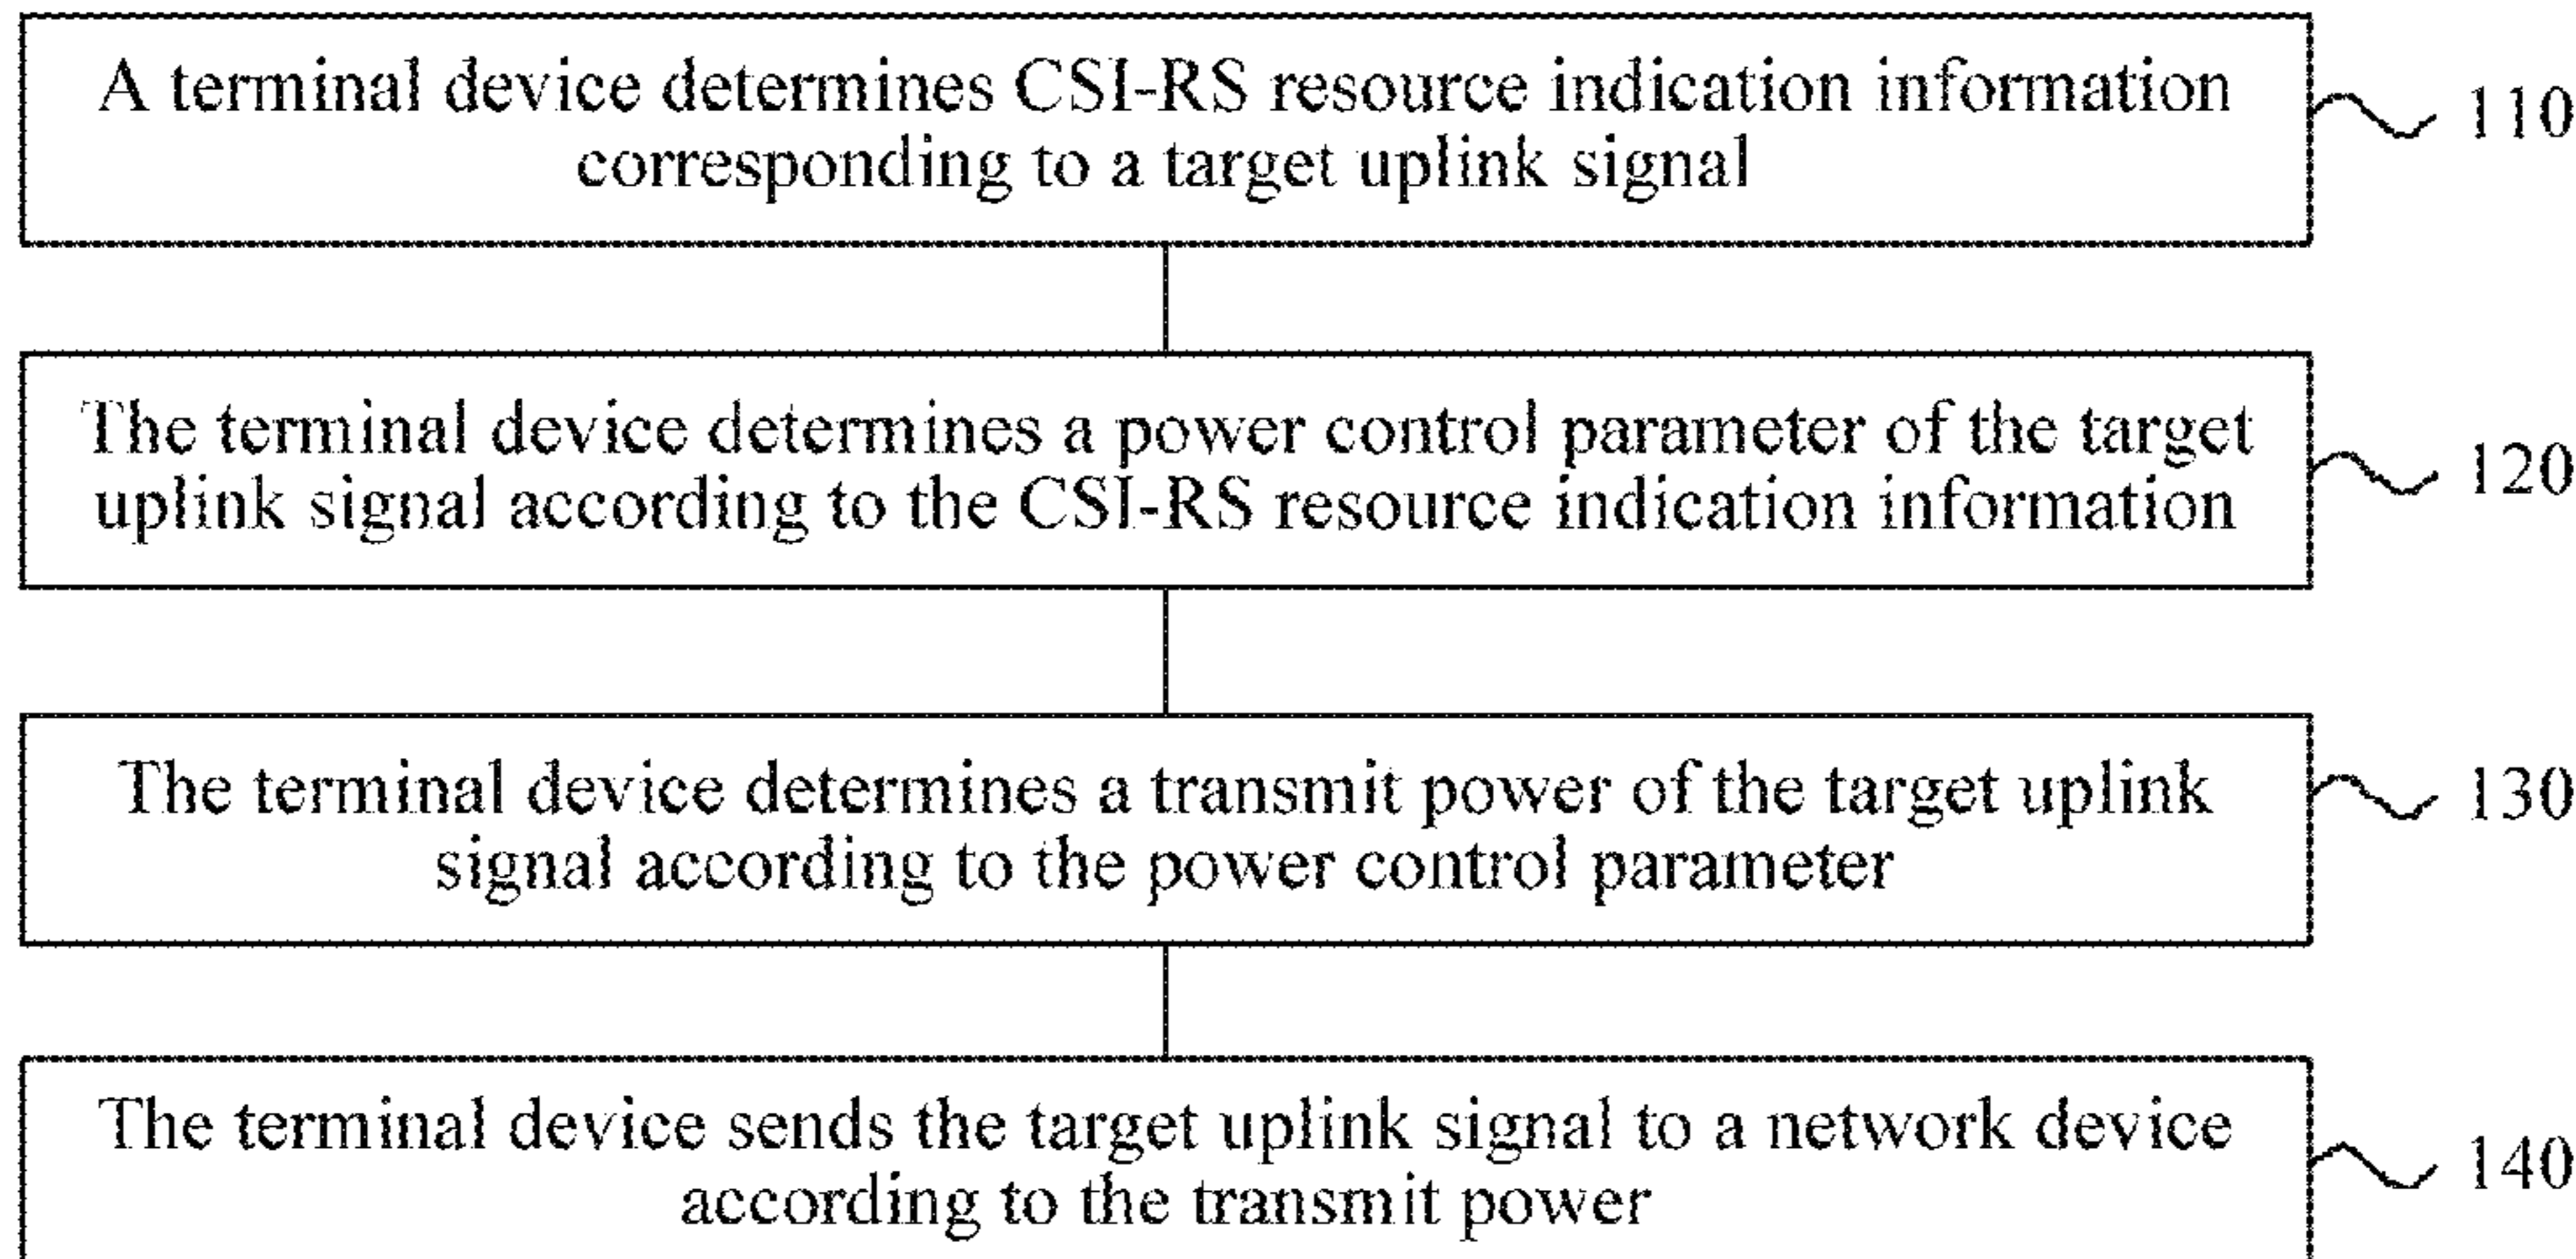 A terminal device determines CSI-RS resource indication information
corresponding to a target uplink signal
110
The terminal device determines a power control parameter of the target
uplink signal according to the CSI-RS resource indication information
120
The terminal device determines a transmit power of the target uplink
signal according to the power control parameter
130
The terminal device sends the target uplink signal to a network device
according to the transmit power
140